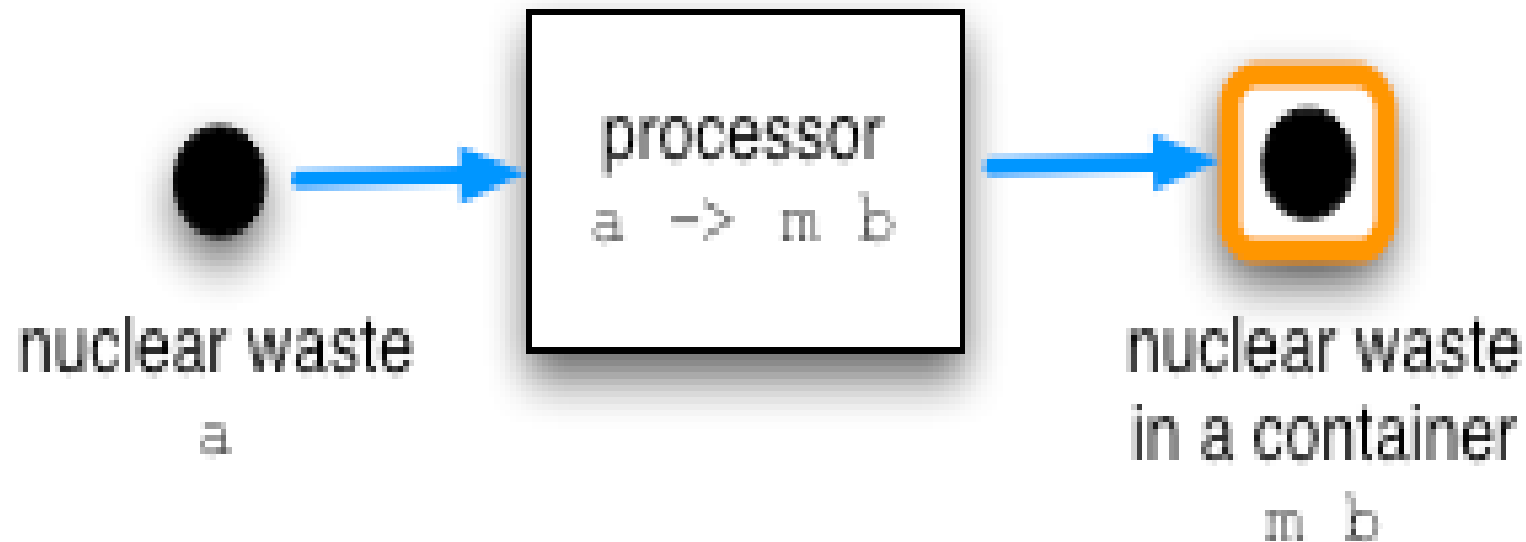 processor
a -> m b
nuclear waste
a
nuclear waste
in a container
m b